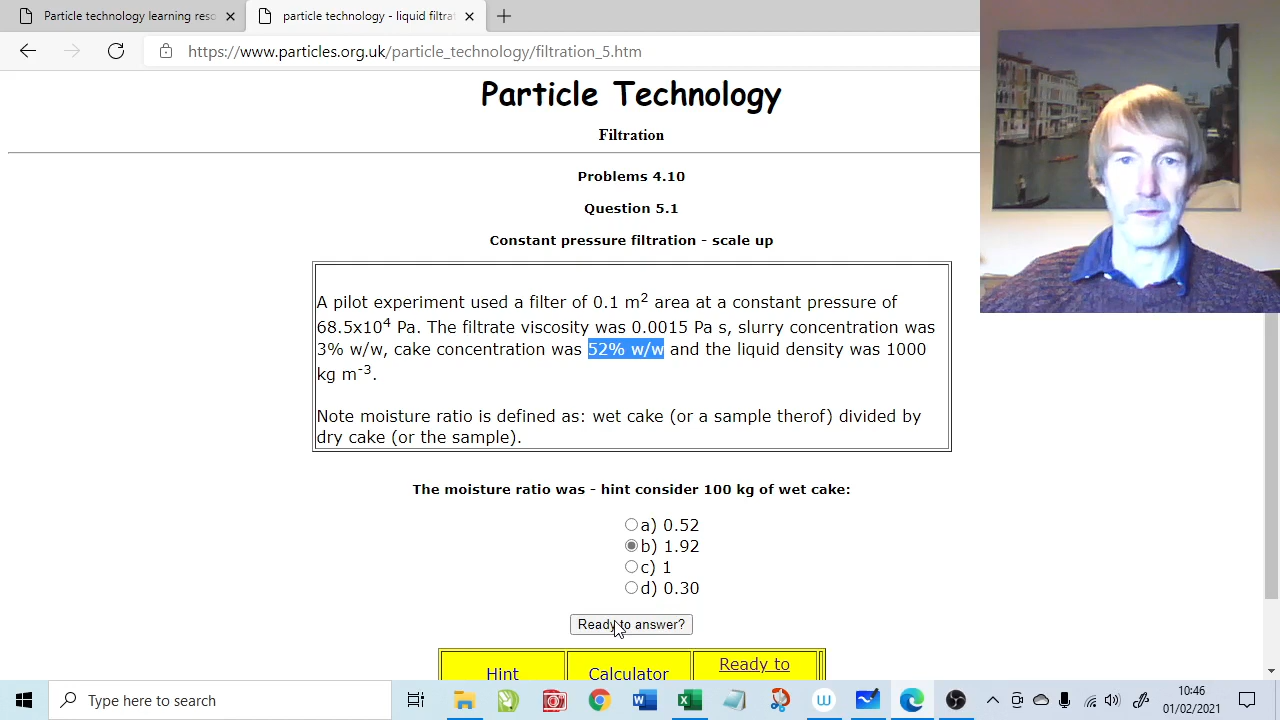 Particle Technology learning reso
particle technology - liquid filtrat
https://www.particles.org.uk/particle_technology/filtration_5.htm
Particle Technology
Filtration
Problems 4.10
Question 5.1
Constant pressure filtration - scale up
A pilot experiment used a filter of 0.1 m² area at a constant pressure of
68.5x10⁴ Pa. The filtrate viscosity was 0.0015 Pa s, slurry concentration was
3% w/w, cake concentration was 52% w/w and the liquid density was 1000
kg m⁻³.
Note moisture ratio is defined as: wet cake (or a sample therof) divided by
dry cake (or the sample).
The moisture ratio was - hint consider 100 kg of wet cake:
a) 0.52
b) 1.92
c) 1
d) 0.30
Ready to answer?
Hint
Calculator
Ready to
Type here to search
10:46
01/02/2021